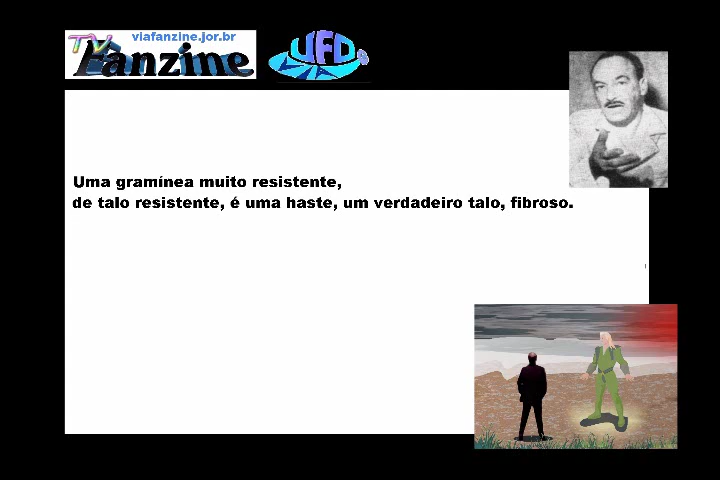 viafanzine.jor.br
TV
Fanzine
UFO
Uma gramínea muito resistente,
de talo resistente, é uma haste, um verdadeiro talo, fibroso.